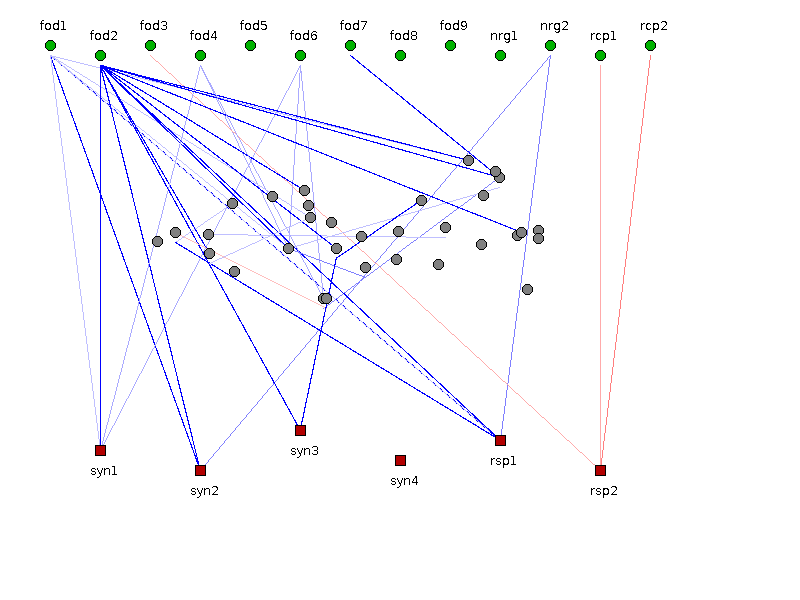 fod1 fod2 fod3 fod4 fod5 fod6 fod7 fod8 fod9 nrg1 nrg2 rcp1 rcp2
syn3
rsp1
syn1
syn4
syn2
rsp2